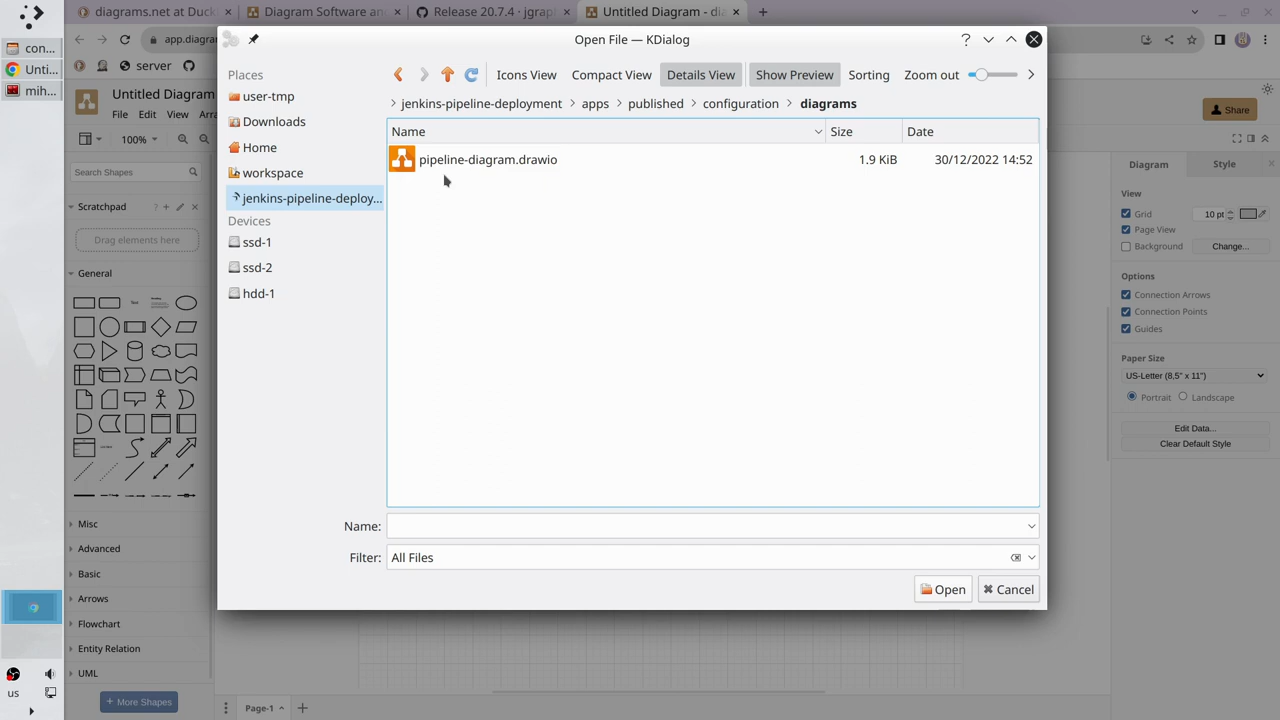 diagrams.net at Duck
Diagram Software an
Release 20.7.4 · jgrap
Untitled Diagram - dia
con...
Unti...
mih...
app.diagra
server
Untitled Diagram
File Edit View Arra
Share
100%
Open File — KDialog
Places
user-tmp
Downloads
Home
workspace
jenkins-pipeline-deploy...
Devices
ssd-1
ssd-2
hdd-1
Icons View
Compact View
Details View
Show Preview
Sorting
Zoom out
jenkins-pipeline-deployment > apps > published > configuration > diagrams
Name Size Date
pipeline-diagram.drawio 1.9 KiB 30/12/2022 14:52
Name:
Filter: All Files
Open
Cancel
Search Shapes
Scratchpad
Drag elements here
General
Text
Misc
Advanced
Basic
Arrows
Flowchart
Entity Relation
UML
+ More Shapes
Page-1
Diagram
Style
View
Grid 10 pt
Page View
Background Change...
Options
Connection Arrows
Connection Points
Guides
Paper Size
US-Letter (8,5" x 11")
Portrait Landscape
Edit Data...
Clear Default Style
us